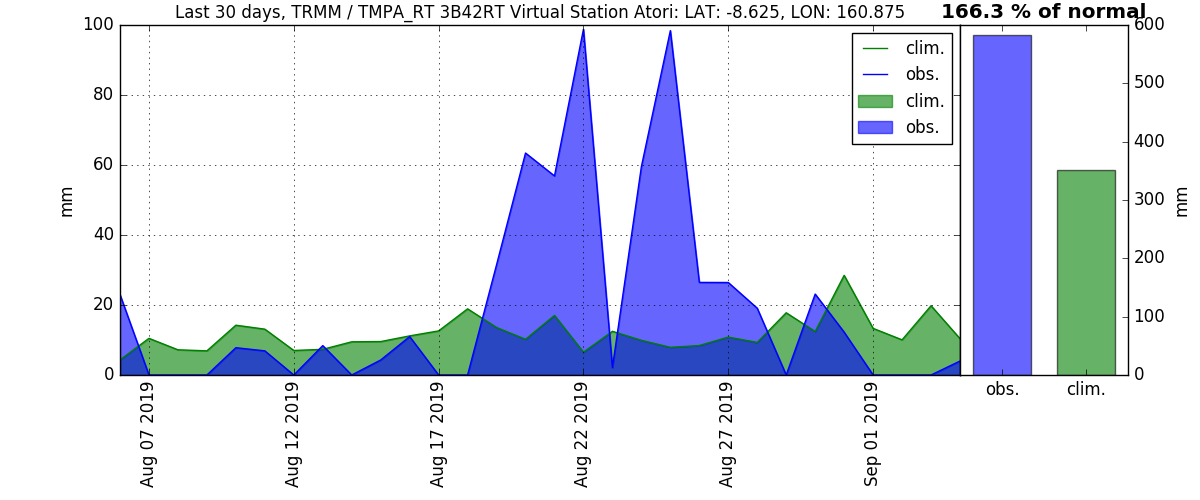 Last 30 days, TRMM / TMPA_RT 3B42RT Virtual Station Atori: LAT: -8.625, LON: 160.875
166.3 % of normal
100
80
60
40
20
0
mm
clim.
obs.
clim.
obs.
600
500
400
300
200
100
0
mm
Aug 07 2019
Aug 12 2019
Aug 17 2019
Aug 22 2019
Aug 27 2019
Sep 01 2019
obs.
clim.